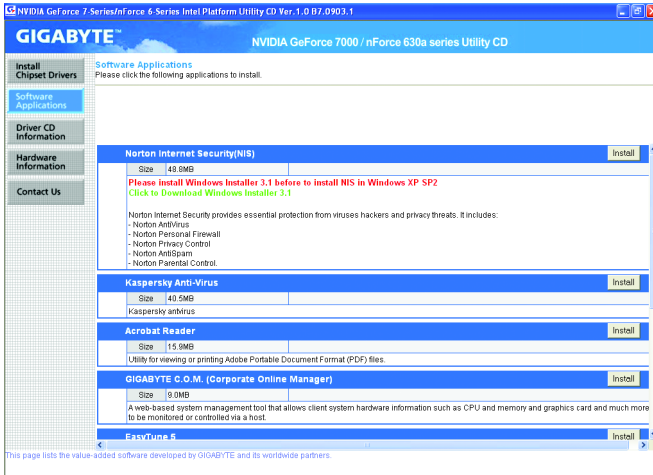 NVIDIA GeForce 7-Series/nForce 6-Series Intel Platform Utility CD Ver.1.0 B7.0903.1
GIGABYTE™
NVIDIA GeForce 7000 / nForce 630a series Utility CD
Install
Chipset Drivers
Software
Applications
Driver CD
Information
Hardware
Information
Contact Us
Software Applications
Please click the following applications to install.
Norton Internet Security(NIS)
Install
Size 48.8MB
Please install Windows Installer 3.1 before to install NIS in Windows XP SP2
Click to Download Windows Installer 3.1
Norton Internet Security provides essential protection from viruses hackers and privacy threats. It includes:
- Norton AntiVirus
- Norton Personal Firewall
- Norton Privacy Control
- Norton AntiSpam
- Norton Parental Control.
Kaspersky Anti-Virus
Install
Size 40.5MB
Kaspersky antivirus
Acrobat Reader
Install
Size 15.9MB
Utility for viewing or printing Adobe Portable Document Format (PDF) files.
GIGABYTE C.O.M. (Corporate Online Manager)
Install
Size 9.0MB
A web-based system management tool that allows client system hardware information such as CPU and memory and graphics card and much more
to be monitored or controlled via a host.
EasyTune 5
Install
This page lists the value-added software developed by GIGABYTE and its worldwide partners.